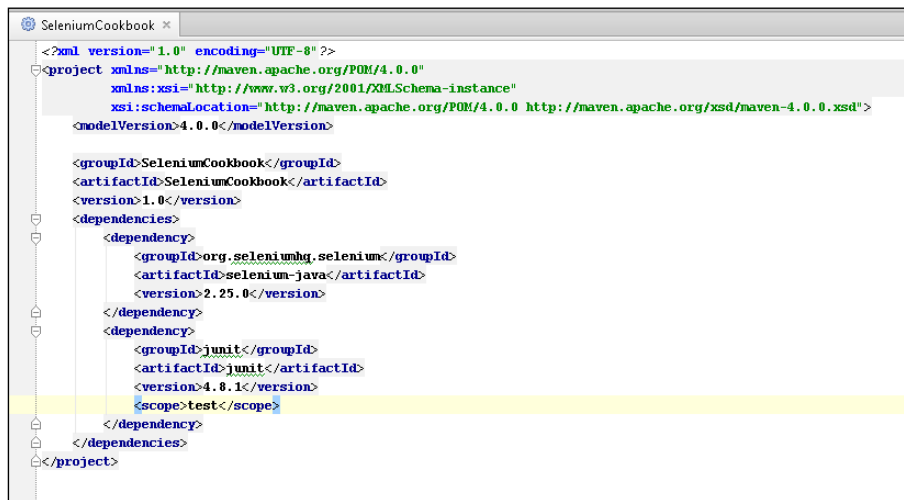 SeleniumCookbook
<?xml version="1.0" encoding="UTF-8"?>
<project xmlns="http://maven.apache.org/POM/4.0.0"
xmlns:xsi="http://www.w3.org/2001/XMLSchema-instance"
xsi:schemaLocation="http://maven.apache.org/POM/4.0.0 http://maven.apache.org/xsd/maven-4.0.0.xsd">
<modelVersion>4.0.0</modelVersion>
<groupId>SeleniumCookbook</groupId>
<artifactId>SeleniumCookbook</artifactId>
<version>1.0</version>
<dependencies>
<dependency>
<groupId>org.seleniumhq.selenium</groupId>
<artifactId>selenium-java</artifactId>
<version>2.25.0</version>
</dependency>
<dependency>
<groupId>junit</groupId>
<artifactId>junit</artifactId>
<version>4.8.1</version>
<scope>test</scope>
</dependency>
</dependencies>
</project>